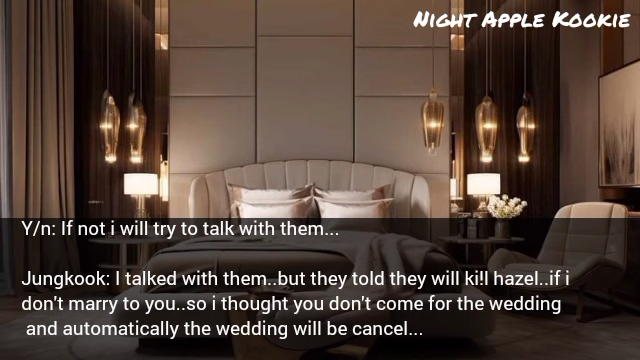 Night Apple Kookie
Y/n: If not i will try to talk with them...
Jungkook: I talked with them..but they told they will ki!l hazel..if i
don't marry to you..so i thought you don't come for the wedding
and automatically the wedding will be cancel...